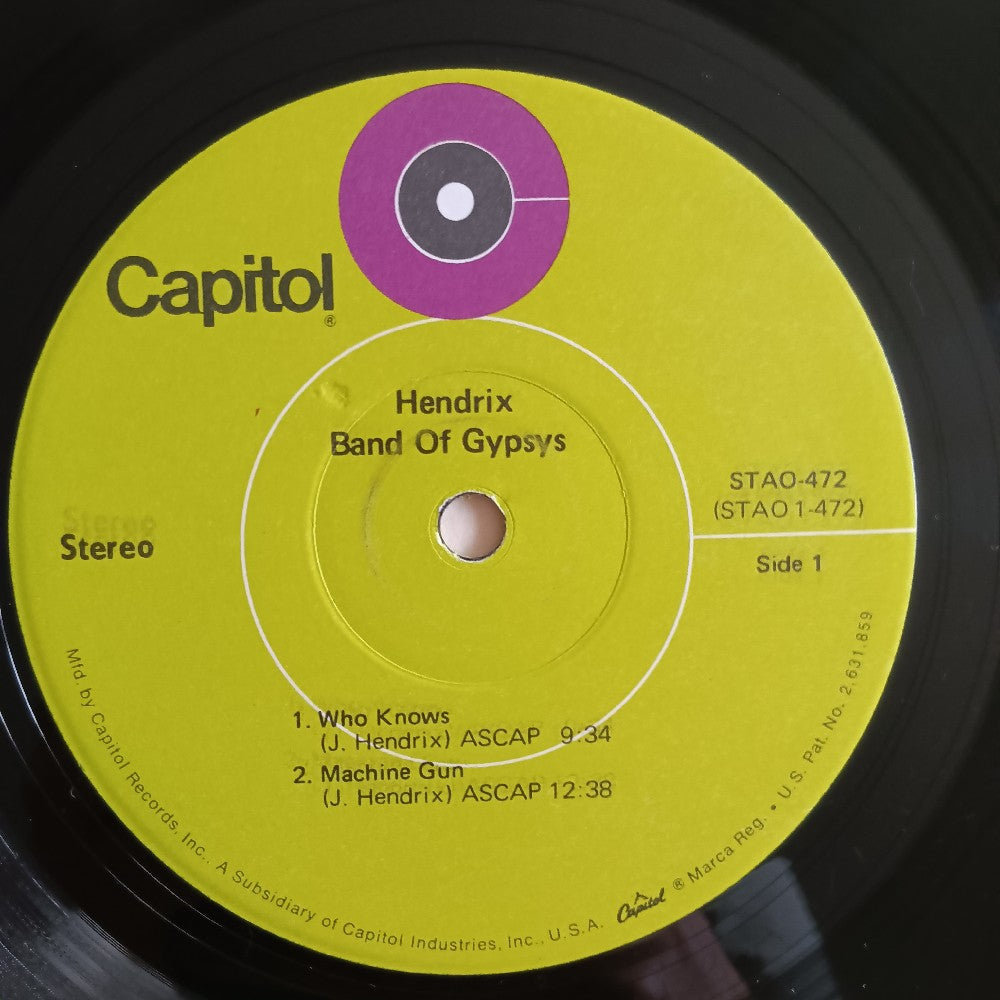 Capitol
®
Hendrix
Band Of Gypsys
STAO-472
(STAO 1-472)
Stereo
Stereo
Side 1
1. Who Knows
(J. Hendrix) ASCAP 9:34
2. Machine Gun
(J. Hendrix) ASCAP 12:38
Mfd. by Capitol Records, Inc., A Subsidiary of Capitol Industries, Inc., U.S.A. Capitol ® Marca Reg. • U.S. Pat. No. 2,631,859